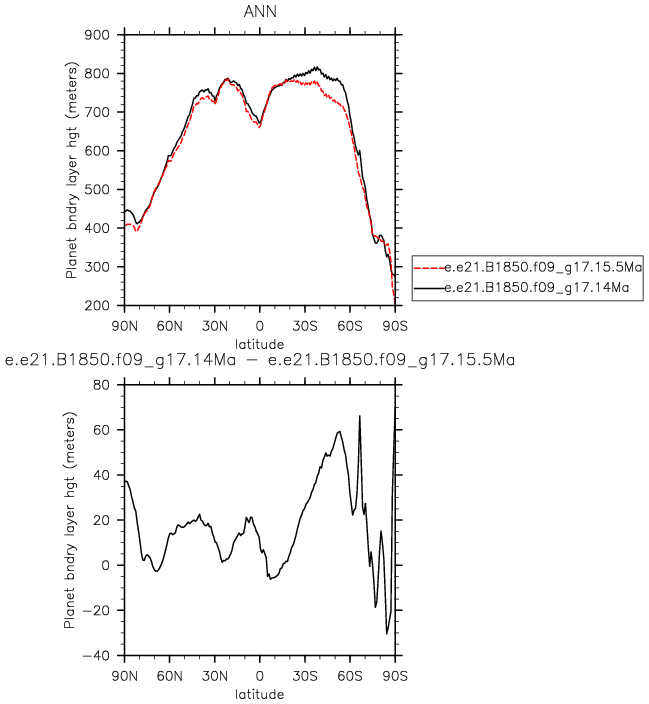 ANN
Planet bndry layer hgt (meters)
900
800
700
600
500
400
300
200
90N 60N 30N 0 30S 60S 90S
latitude
e.e21.B1850.f09_g17.15.5Ma
e.e21.B1850.f09_g17.14Ma
e.e21.B1850.f09_g17.14Ma − e.e21.B1850.f09_g17.15.5Ma
Planet bndry layer hgt (meters)
80
60
40
20
0
−20
−40
90N 60N 30N 0 30S 60S 90S
latitude